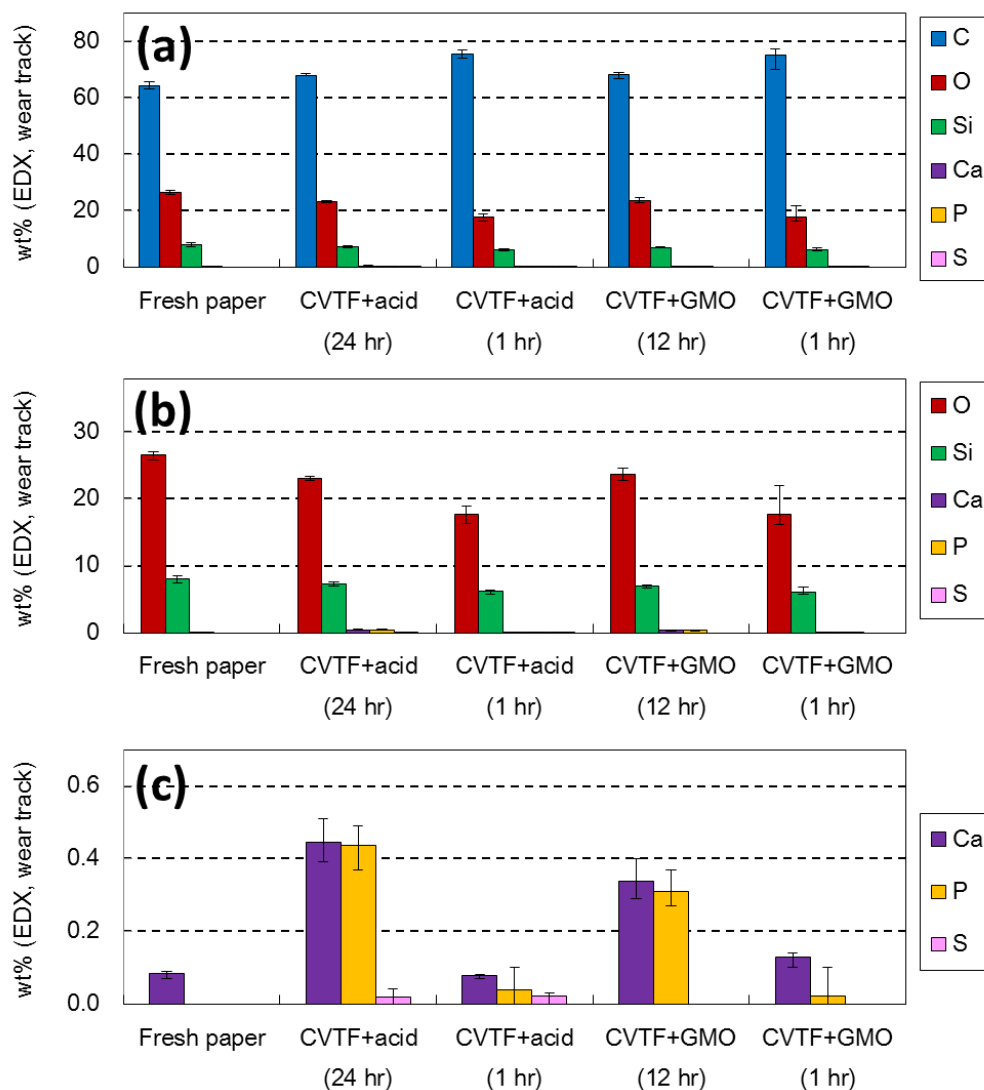 (a)
wt% (EDX, wear track)
80
60
40
20
0
Fresh paper CVTF+acid CVTF+acid CVTF+GMO CVTF+GMO
(24 hr) (1 hr) (12 hr) (1 hr)
C
O
Si
Ca
P
S
(b)
wt% (EDX, wear track)
30
20
10
0
Fresh paper CVTF+acid CVTF+acid CVTF+GMO CVTF+GMO
(24 hr) (1 hr) (12 hr) (1 hr)
O
Si
Ca
P
S
(c)
wt% (EDX, wear track)
0.6
0.4
0.2
0.0
Fresh paper CVTF+acid CVTF+acid CVTF+GMO CVTF+GMO
(24 hr) (1 hr) (12 hr) (1 hr)
Ca
P
S